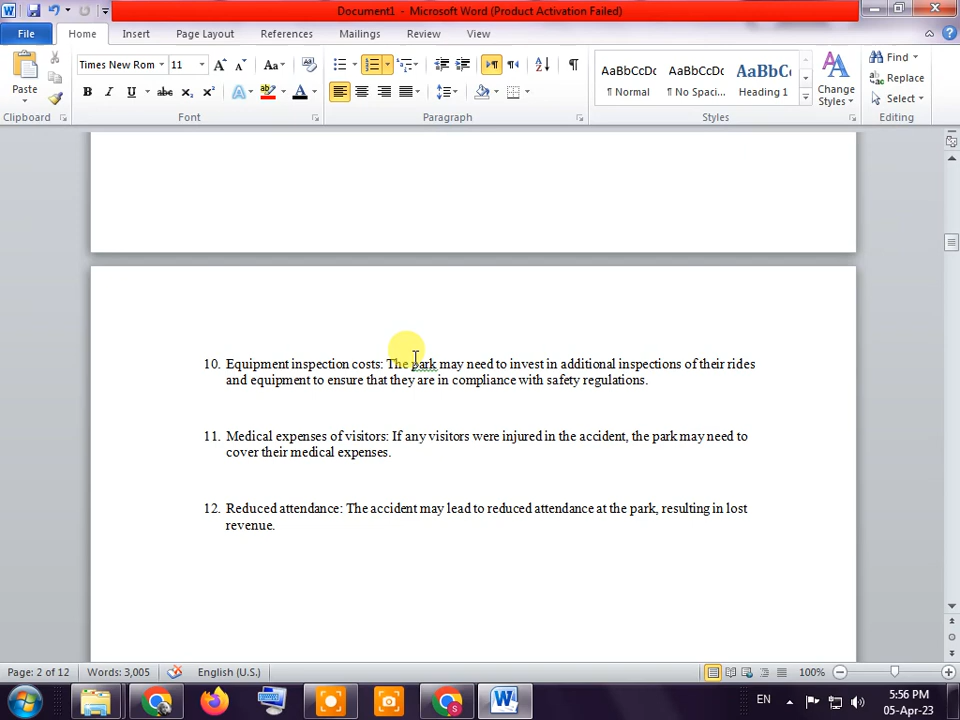 Document1 - Microsoft Word (Product Activation Failed)
File Home Insert Page Layout References Mailings Review View
Times New Rom 11 Aa
AaBbCcDc AaBbCcDc AaBbC
Find
Replace
Select
Paste
B I U abc X₂ X² A A
¶ Normal ¶ No Spaci... Heading 1
Change
Styles
Clipboard Font Paragraph Styles Editing
10. Equipment inspection costs: The park may need to invest in additional inspections of their rides
and equipment to ensure that they are in compliance with safety regulations.
11. Medical expenses of visitors: If any visitors were injured in the accident, the park may need to
cover their medical expenses.
12. Reduced attendance: The accident may lead to reduced attendance at the park, resulting in lost
revenue.
Page: 2 of 12 Words: 3,005 English (U.S.) 100%
EN 5:56 PM
05-Apr-23